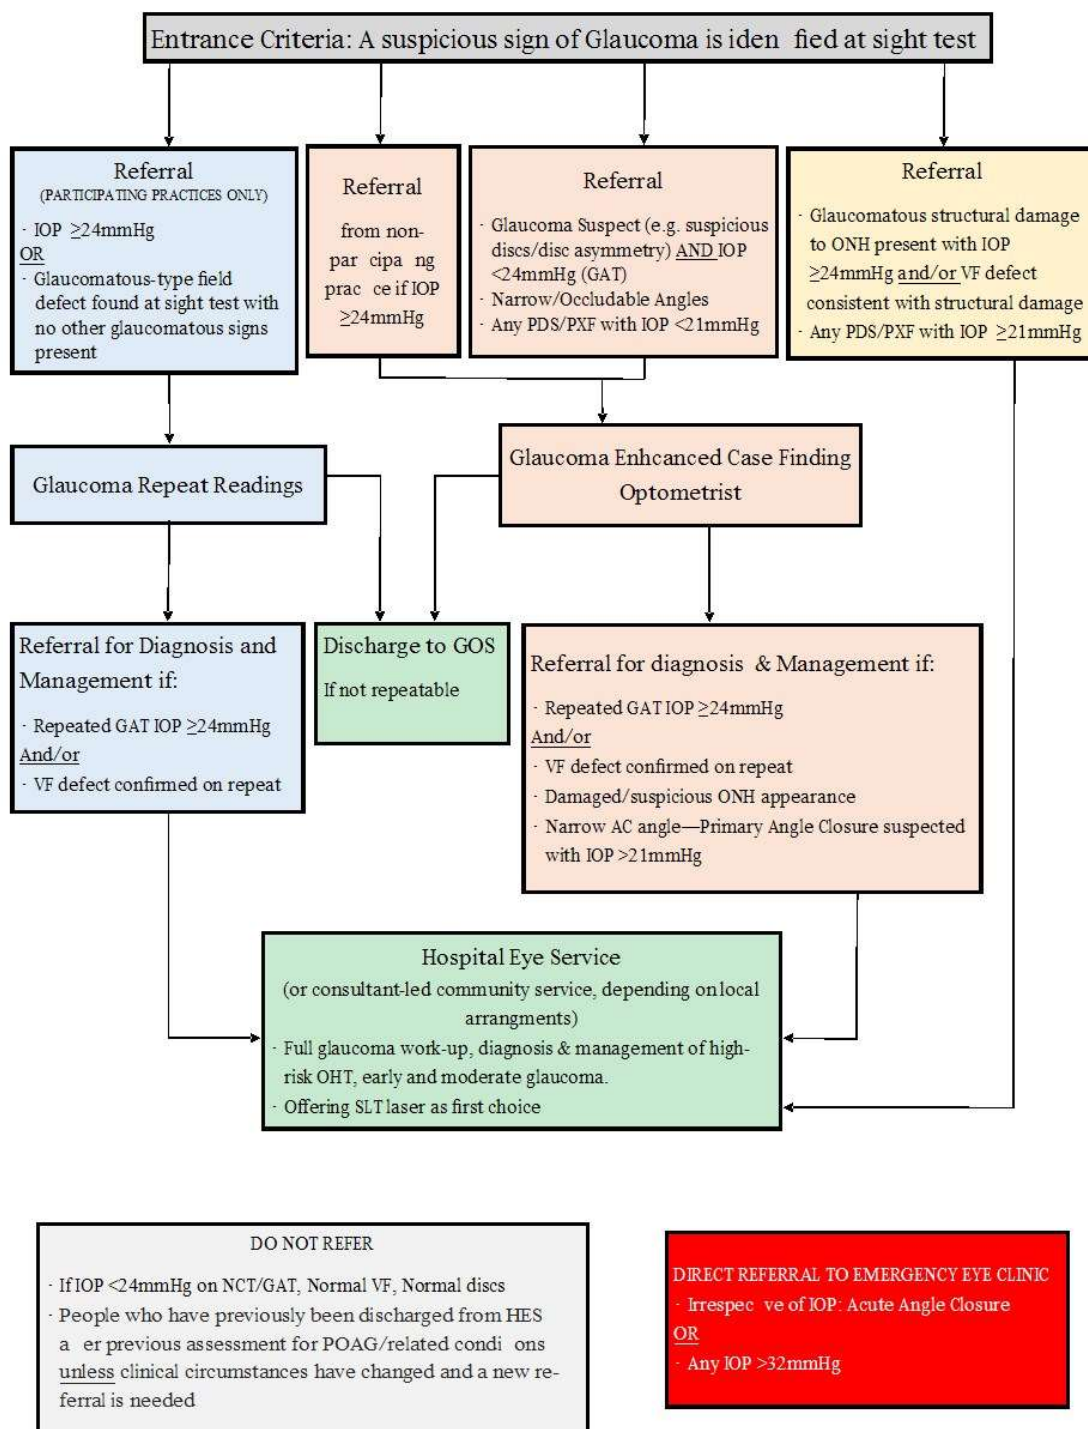 Entrance Criteria: A suspicious sign of Glaucoma is iden fied at sight test
Referral
(PARTICIPATING PRACTICES ONLY)
· IOP ≥24mmHg
OR
· Glaucomatous-type field
defect found at sight test with
no other glaucomatous signs
present
Referral
from non-
par cipa ng
prac ce if IOP
≥24mmHg
Referral
· Glaucoma Suspect (e.g. suspicious
discs/disc asymmetry) AND IOP
<24mmHg (GAT)
· Narrow/Occludable Angles
· Any PDS/PXF with IOP <21mmHg
Referral
· Glaucomatous structural damage
to ONH present with IOP
≥24mmHg and/or VF defect
consistent with structural damage
· Any PDS/PXF with IOP ≥21mmHg
Glaucoma Repeat Readings
Glaucoma Enhcanced Case Finding
Optometrist
Referral for Diagnosis and
Management if:
· Repeated GAT IOP ≥24mmHg
And/or
· VF defect confirmed on repeat
Discharge to GOS
If not repeatable
Referral for diagnosis & Management if:
· Repeated GAT IOP ≥24mmHg
And/or
· VF defect confirmed on repeat
· Damaged/suspicious ONH appearance
· Narrow AC angle—Primary Angle Closure suspected
with IOP >21mmHg
Hospital Eye Service
(or consultant-led community service, depending on local
arrangments)
· Full glaucoma work-up, diagnosis & management of high-
risk OHT, early and moderate glaucoma.
· Offering SLT laser as first choice
DO NOT REFER
· If IOP <24mmHg on NCT/GAT, Normal VF, Normal discs
· People who have previously been discharged from HES
a er previous assessment for POAG/related condi ons
unless clinical circumstances have changed and a new re-
ferral is needed
DIRECT REFERRAL TO EMERGENCY EYE CLINIC
· Irrespec ve of IOP: Acute Angle Closure
OR
· Any IOP >32mmHg